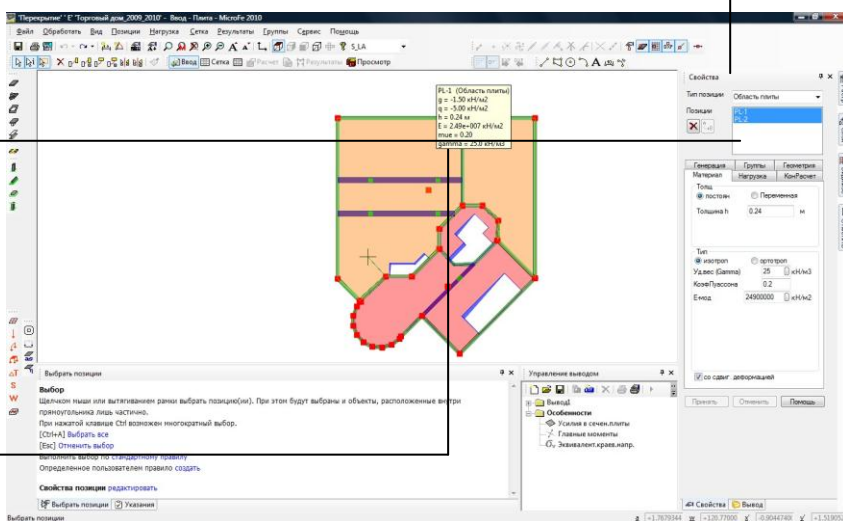 "Перекрытие" ' E' 'Торговый дом_2009_2010' - Ввод - Плита - MicroFe 2010
Файл Обработать Вид Позиции Нагрузка Сетка Результаты Группы Сервис Помощь
S_LA
Ввод Сетка Расчет Результаты Просмотр
PL-1 (Область плиты)
g = -1.50 кН/м2
q = -5.00 кН/м2
h = 0.24 м
E = 2.49e+007 кН/м2
mue = 0.20
gamma = 25.0 кН/м3
Свойства
Тип позиции Область плиты
Позиции
PL-1
PL-2
Генерация Группы Геометрия
Материал Нагрузка КонРасчет
Толщ
постоян Переменная
Толщина h 0.24 м
Тип
изотроп ортотроп
Уд.вес (Gamma) 25 кН/м3
КоэфПуассона 0.2
E-мод 24900000 кН/м2
со сдвиг. деформацией
Принять Отменить Помощь
Свойства Вывод
Выбрать позиции
Выбор
Щелчком мыши или вытягиванием рамки выбрать позицию(ии). При этом будут выбраны и объекты, расположенные внутри
прямоугольника лишь частично.
При нажатой клавише Ctrl возможен многократный выбор.
[Ctrl+A] Выбрать все
[Esc] Отменить выбор
Выполнить выбор по стандартному правилу
Определенное пользователем правило создать
Свойства позиции редактировать
Выбрать позиции Указания
Управление выводом
Вывод1
Особенности
Усилия в сечен.плиты
Главные моменты
Эквивалент.краев.напр.
Выбрать позиции